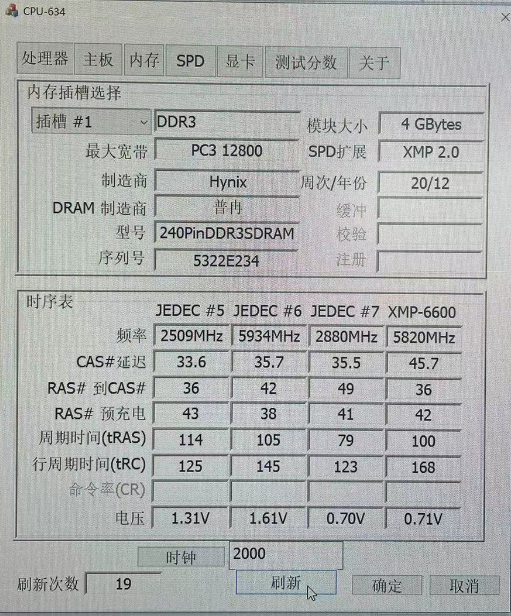 CPU-634
处理器 主板 内存 SPD 显卡 测试分数 关于
内存插槽选择
插槽 #1 DDR3 模块大小 4 GBytes
最大宽带 PC3 12800 SPD扩展 XMP 2.0
制造商 Hynix 周次/年份 20/12
DRAM 制造商 普冉 缓冲
型号 240PinDDR3SDRAM 校验
序列号 5322E234 注册
时序表
JEDEC #5 JEDEC #6 JEDEC #7 XMP-6600
频率 2509MHz 5934MHz 2880MHz 5820MHz
CAS#延迟 33.6 35.7 35.5 45.7
RAS# 到CAS# 36 42 49 36
RAS# 预充电 43 38 41 42
周期时间(tRAS) 114 105 79 100
行周期时间(tRC) 125 145 123 168
命令率(CR)
电压 1.31V 1.61V 0.70V 0.71V
时钟 2000
刷新次数 19 刷新 确定 取消